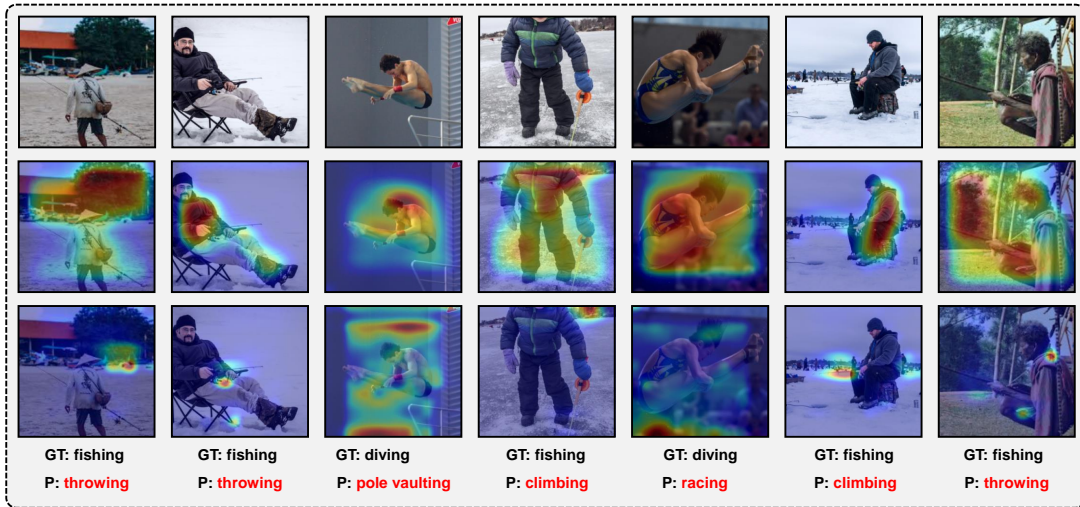 GT: fishing GT: fishing GT: diving GT: fishing GT: diving GT: fishing GT: fishing
P: throwing P: throwing P: pole vaulting P: climbing P: racing P: climbing P: throwing